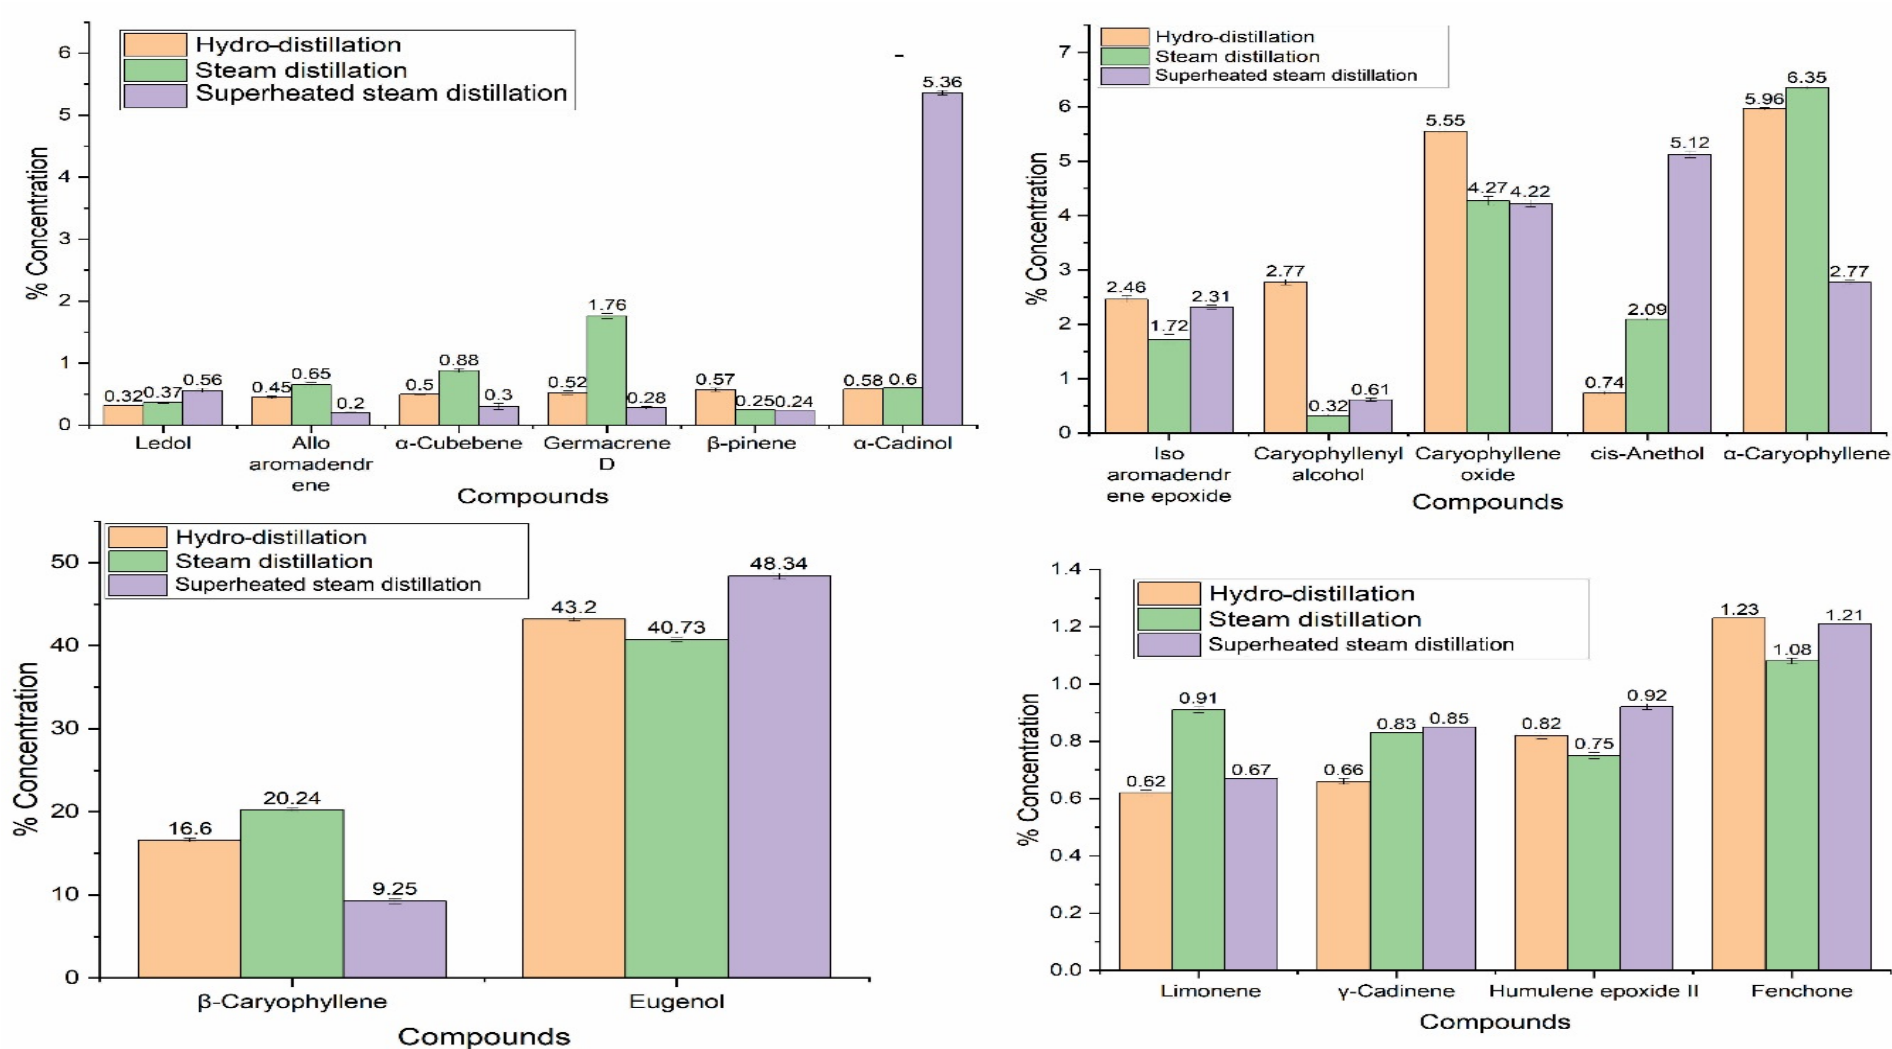 Hydro-distillation
Steam distillation
Superheated steam distillation
% Concentration
6
5
4
3
2
1
0
0.32
0.37
0.56
0.45
0.65
0.2
0.5
0.88
0.3
0.52
1.76
0.28
0.57
0.25
0.24
0.58
0.6
5.36
Ledol
Allo
aromadendr
ene
α-Cubebene
Germacrene
D
β-pinene
α-Cadinol
Compounds
Hydro-distillation
Steam distillation
Superheated steam distillation
% Concentration
7
6
5
4
3
2
1
0
2.46
1.72
2.31
2.77
0.32
0.61
5.55
4.27
4.22
0.74
2.09
5.12
5.96
6.35
2.77
Iso
aromadendr
ene epoxide
Caryophyllenyl
alcohol
Caryophyllene
oxide
cis-Anethol
α-Caryophyllene
Compounds
Hydro-distillation
Steam distillation
Superheated steam distillation
% Concentration
50
40
30
20
10
0
16.6
20.24
9.25
43.2
40.73
48.34
β-Caryophyllene
Eugenol
Compounds
Hydro-distillation
Steam distillation
Superheated steam distillation
% Concentration
1.4
1.2
1.0
0.8
0.6
0.4
0.2
0.0
0.62
0.91
0.67
0.66
0.83
0.85
0.82
0.75
0.92
1.23
1.08
1.21
Limonene
γ-Cadinene
Humulene epoxide II
Fenchone
Compounds